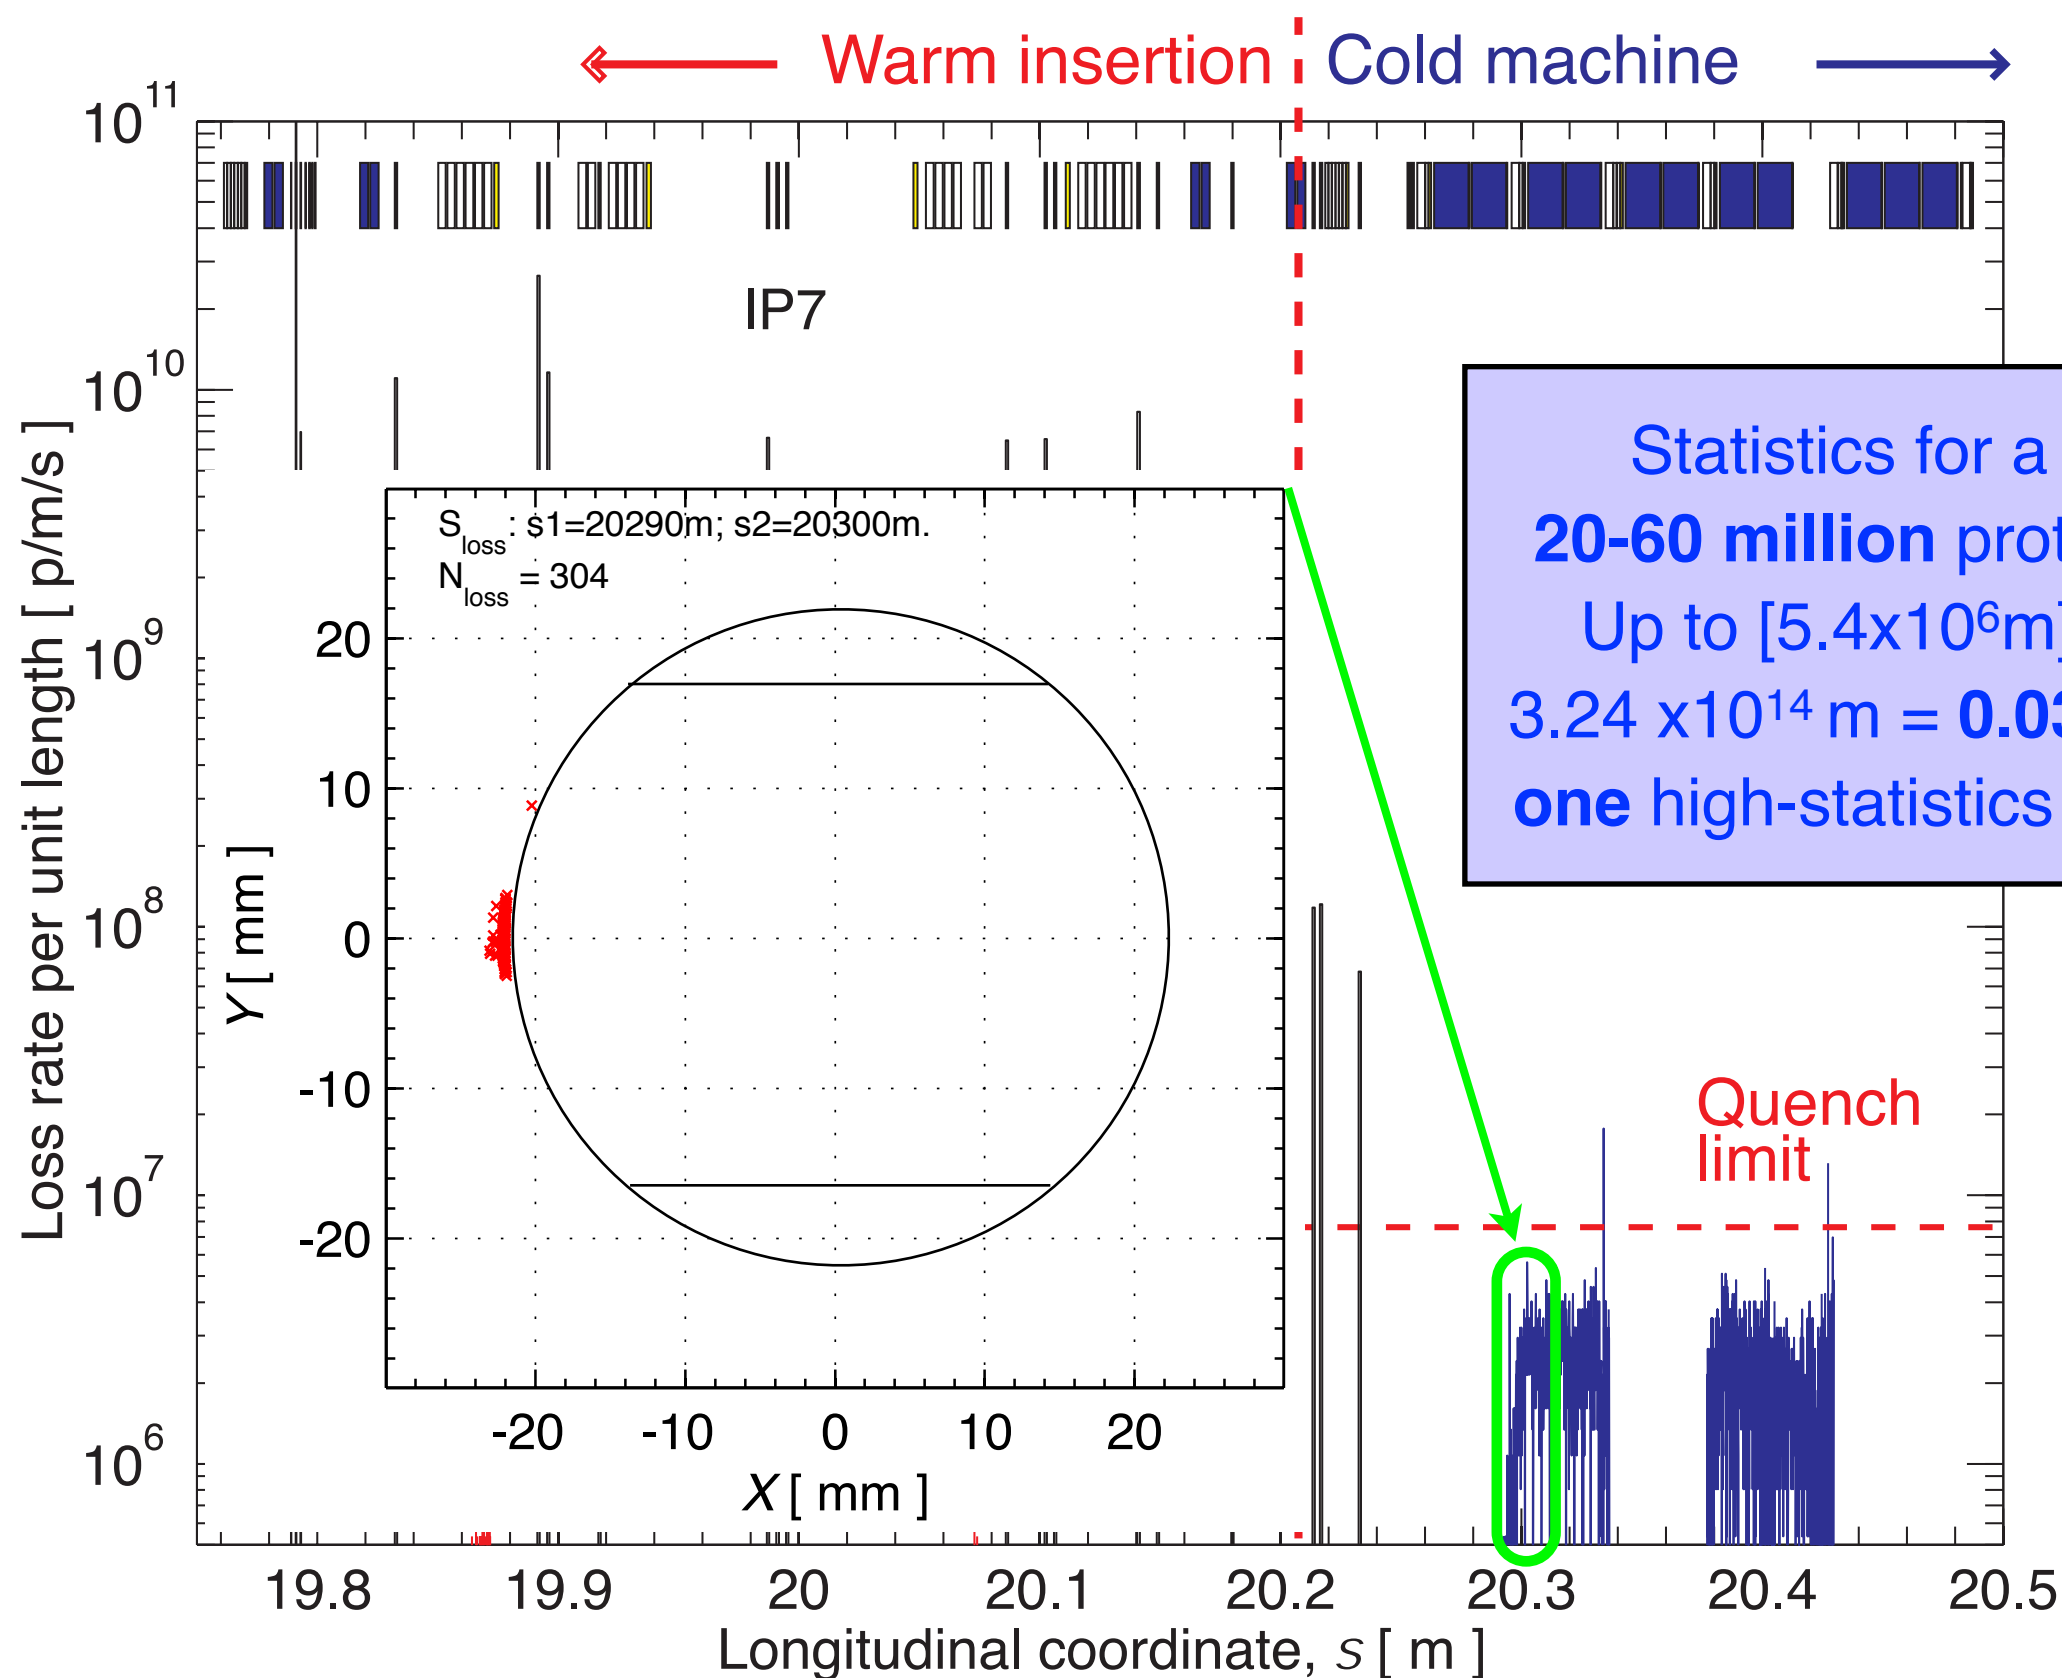 Warm insertion Cold machine
10^11
10^10
10^9
10^8
10^7
10^6
Loss rate per unit length [ p/m/s ]
IP7
S_loss : s1=20290m; s2=20300m.
N_loss = 304
20
10
0
-10
-20
Y [ mm ]
-20 -10 0 10 20
X [ mm ]
Statistics for a
20-60 million prot
Up to [5.4x10⁶m]
3.24 x10¹⁴ m = 0.03
one high-statistics
Quench
limit
19.8 19.9 20 20.1 20.2 20.3 20.4 20.5
Longitudinal coordinate, s [ m ]